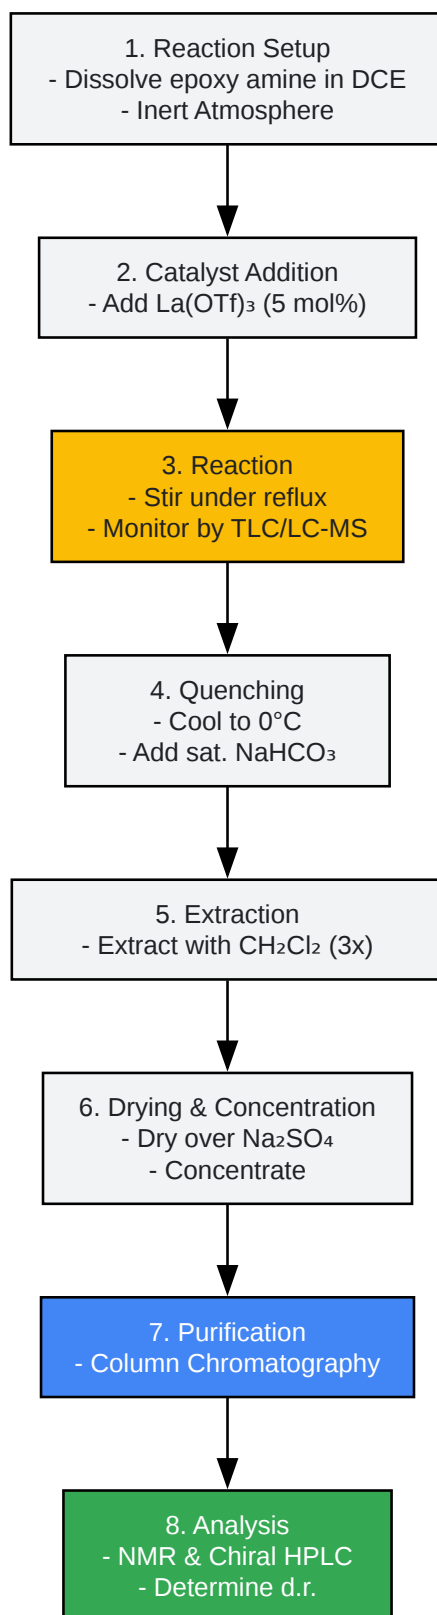 1. Reaction Setup
- Dissolve epoxy amine in DCE
- Inert Atmosphere
2. Catalyst Addition
- Add La(OTf)₃ (5 mol%)
3. Reaction
- Stir under reflux
- Monitor by TLC/LC-MS
4. Quenching
- Cool to 0°C
- Add sat. NaHCO₃
5. Extraction
- Extract with CH₂Cl₂ (3x)
6. Drying & Concentration
- Dry over Na₂SO₄
- Concentrate
7. Purification
- Column Chromatography
8. Analysis
- NMR & Chiral HPLC
- Determine d.r.